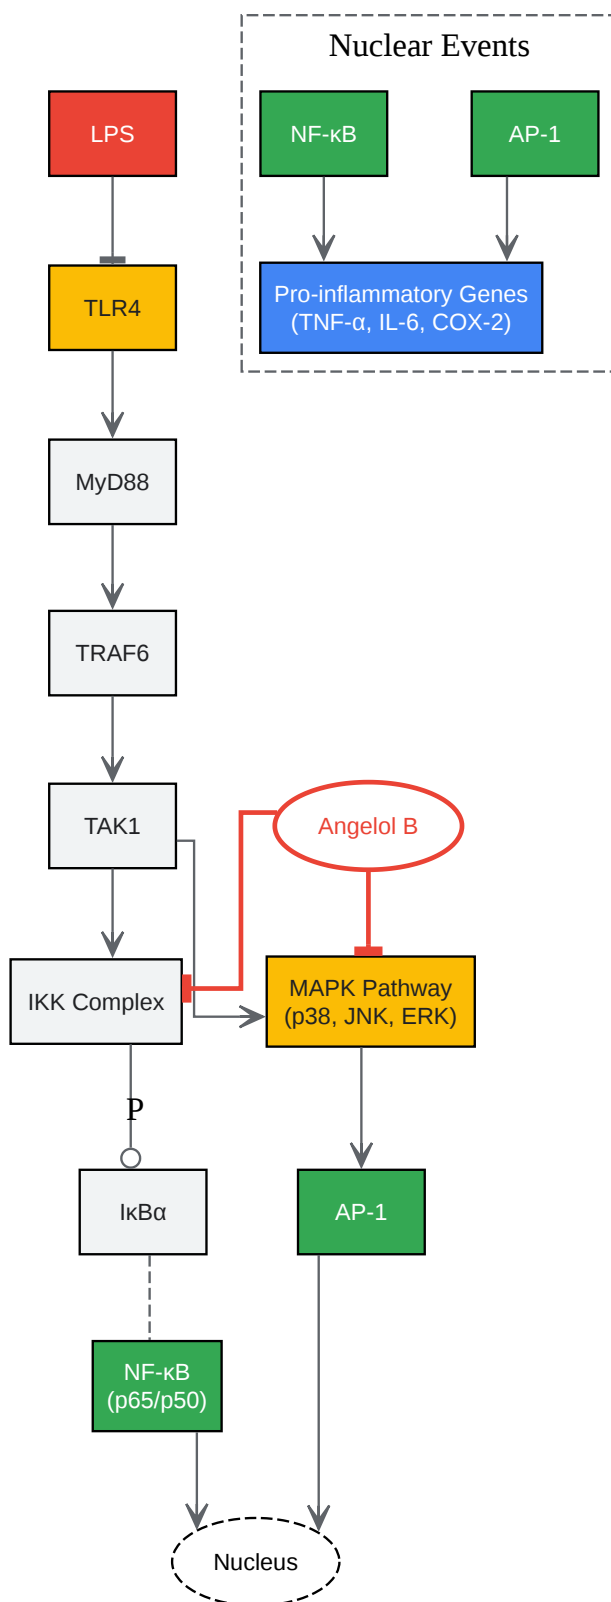 Nuclear Events
LPS
NF-κB
AP-1
TLR4
Pro-inflammatory Genes
(TNF-α, IL-6, COX-2)
MyD88
TRAF6
TAK1
Angelol B
IKK Complex
MAPK Pathway
(p38, JNK, ERK)
P
IκBα
AP-1
NF-κB
(p65/p50)
Nucleus